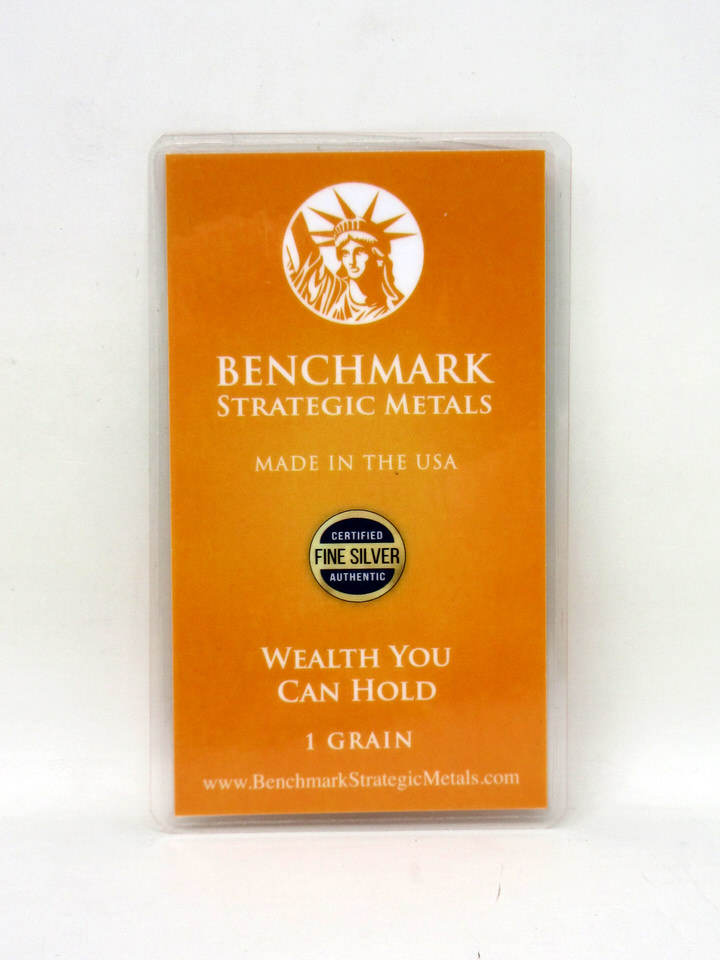 BENCHMARK
STRATEGIC METALS
MADE IN THE USA
CERTIFIED
FINE SILVER
AUTHENTIC
WEALTH YOU
CAN HOLD
1 GRAIN
www.BenchmarkStrategicMetals.com